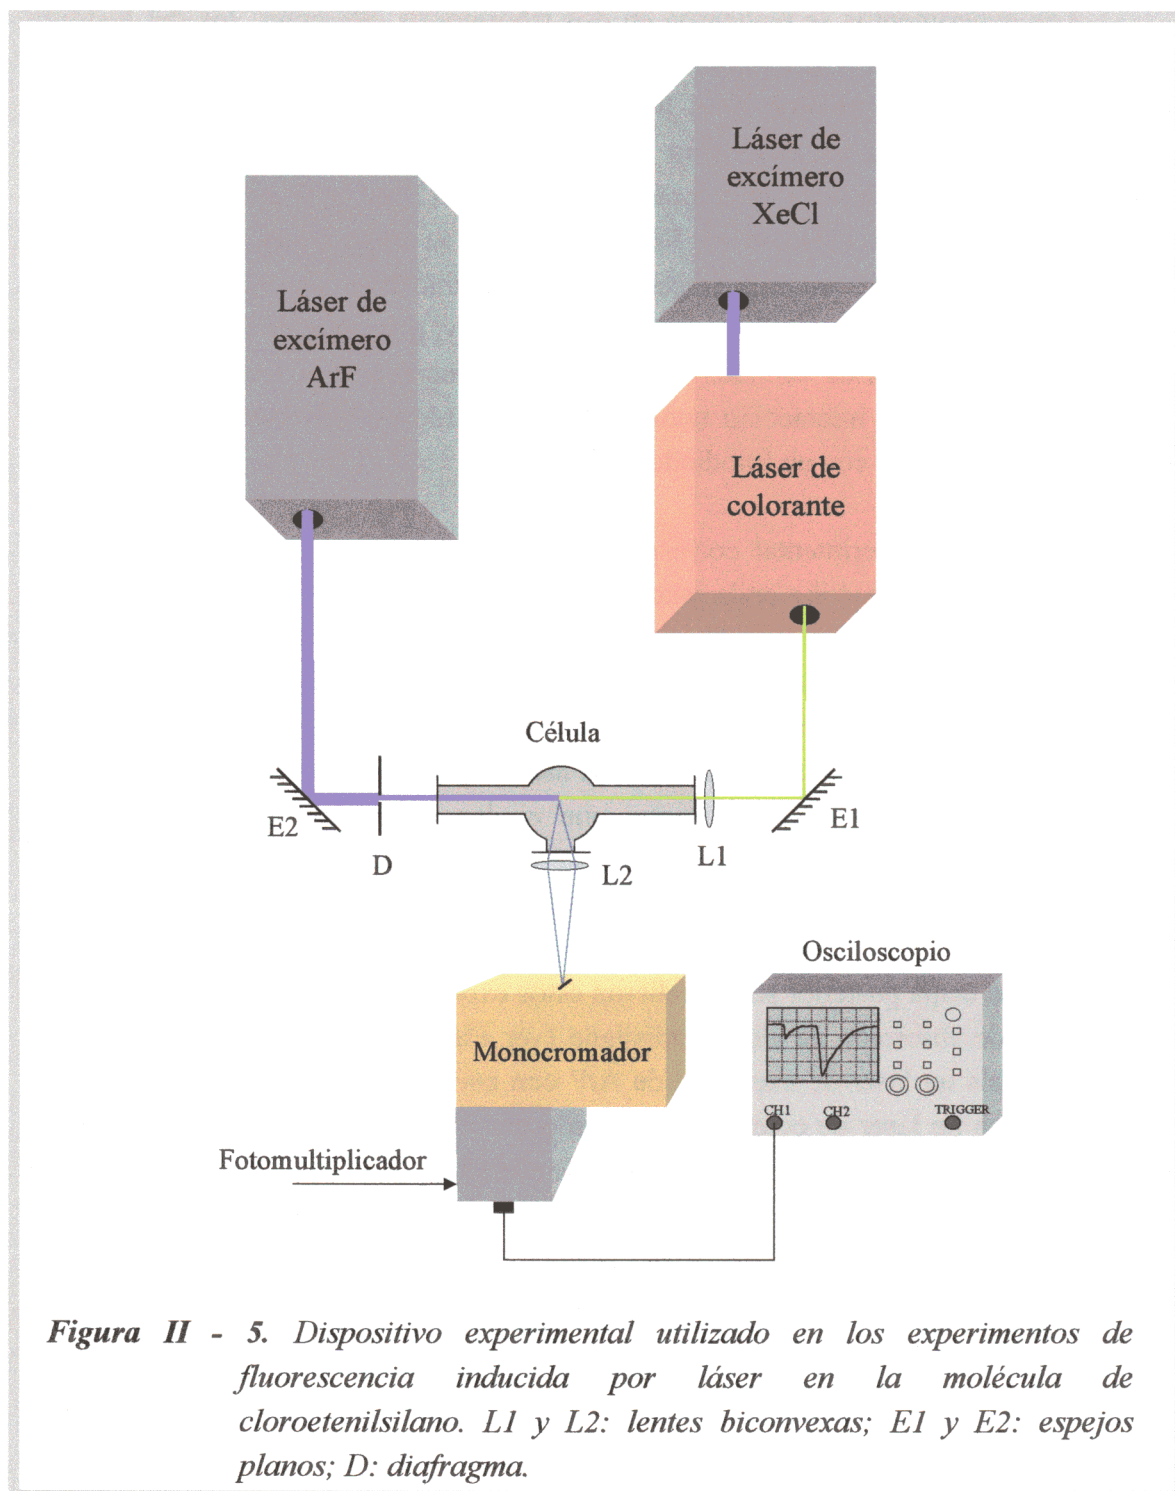 Láser de
excímero
XeCl
Láser de
excímero
ArF
Láser de
colorante
Célula
E2
D
L2
L1
E1
Osciloscopio
Monocromador
CH1
CH2
TRIGGER
Fotomultiplicador
Figura II - 5. Dispositivo experimental utilizado en los experimentos de
fluorescencia inducida por láser en la molécula de
cloroetenilsilano. L1 y L2: lentes biconvexas; E1 y E2: espejos
planos; D: diafragma.